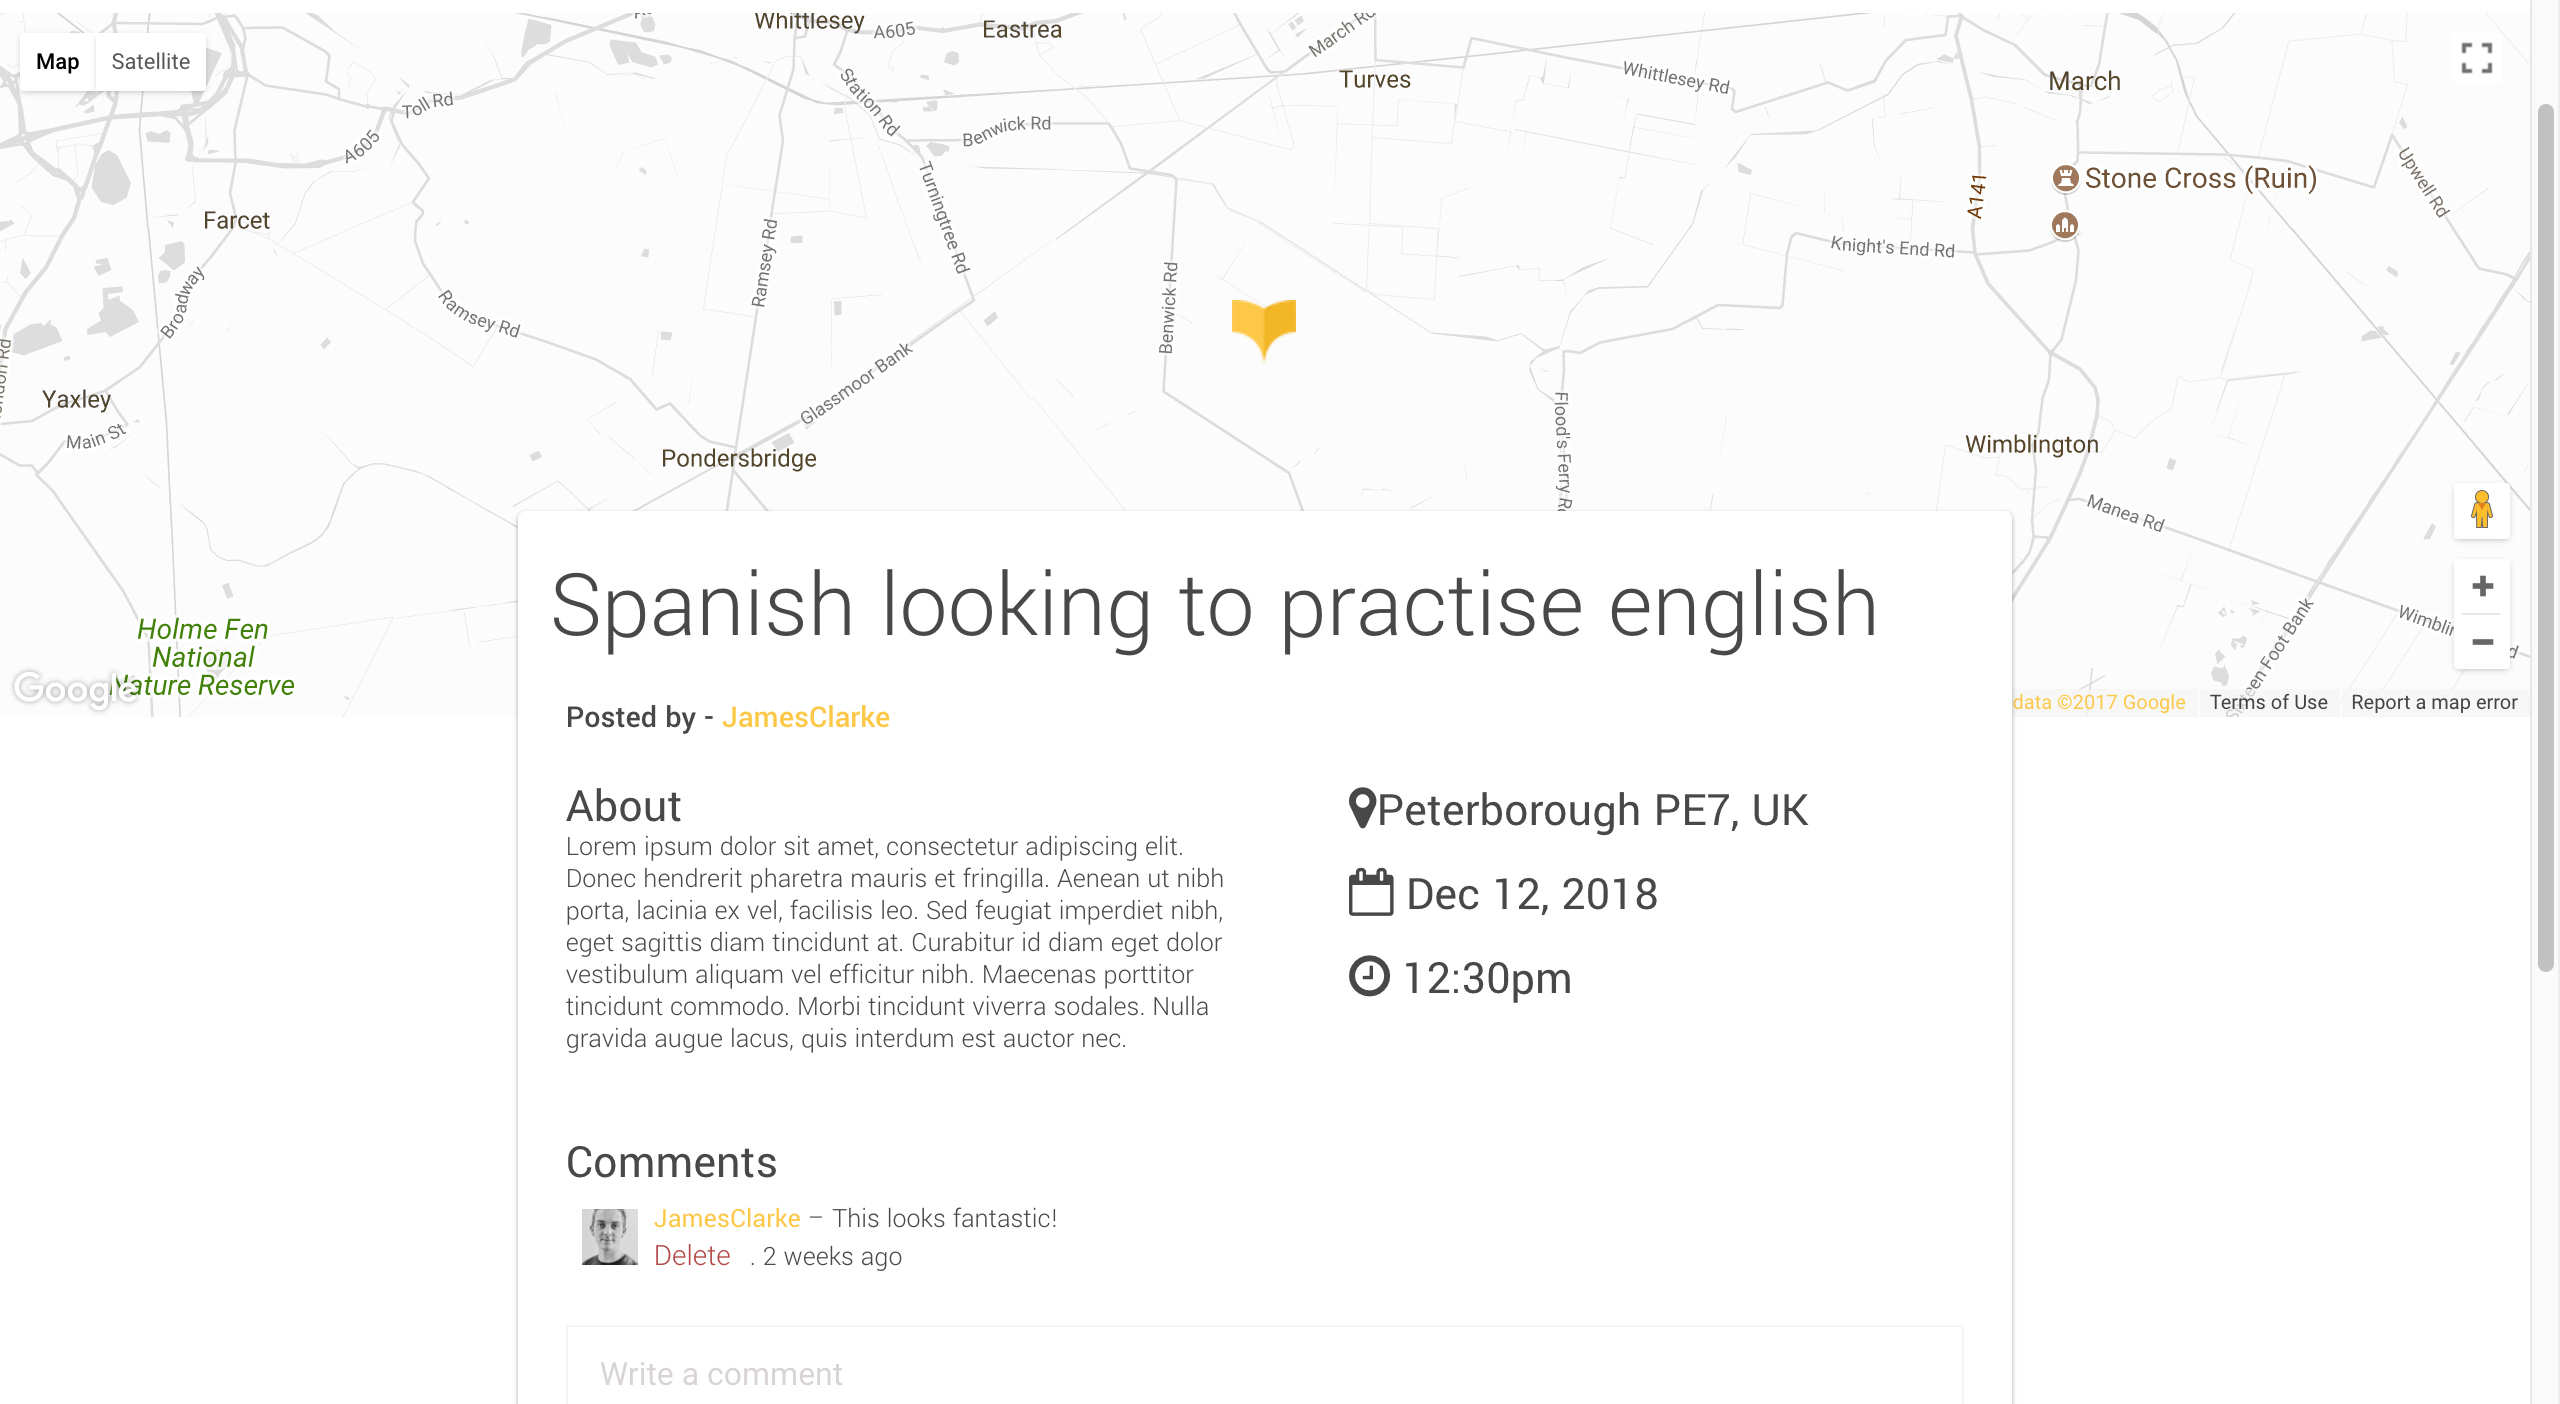 Whittlesey
A605
Eastrea
March Rd
Map
Satellite
Turves
Whittlesey Rd
March
Toll Rd
Station Rd
A605
Benwick Rd
Upwell Rd
Stone Cross (Ruin)
A141
Farcet
Turningtree Rd
Ramsey Rd
Knight's End Rd
Broadway
Ramsey Rd
Benwick Rd
Glassmoor Bank
Yaxley
Main St
Flood's Ferry Rd
Pondersbridge
Wimblington
Manea Rd
Holme Fen
National
Nature Reserve
Sixteen Foot Bank
Google
data ©2017 Google
Terms of Use
Report a map error
Spanish looking to practise english
Posted by - JamesClarke
About
Lorem ipsum dolor sit amet, consectetur adipiscing elit.
Donec hendrerit pharetra mauris et fringilla. Aenean ut nibh
porta, lacinia ex vel, facilisis leo. Sed feugiat imperdiet nibh,
eget sagittis diam tincidunt at. Curabitur id diam eget dolor
vestibulum aliquam vel efficitur nibh. Maecenas porttitor
tincidunt commodo. Morbi tincidunt viverra sodales. Nulla
gravida augue lacus, quis interdum est auctor nec.
Peterborough PE7, UK
Dec 12, 2018
12:30pm
Comments
JamesClarke – This looks fantastic!
Delete . 2 weeks ago
Write a comment